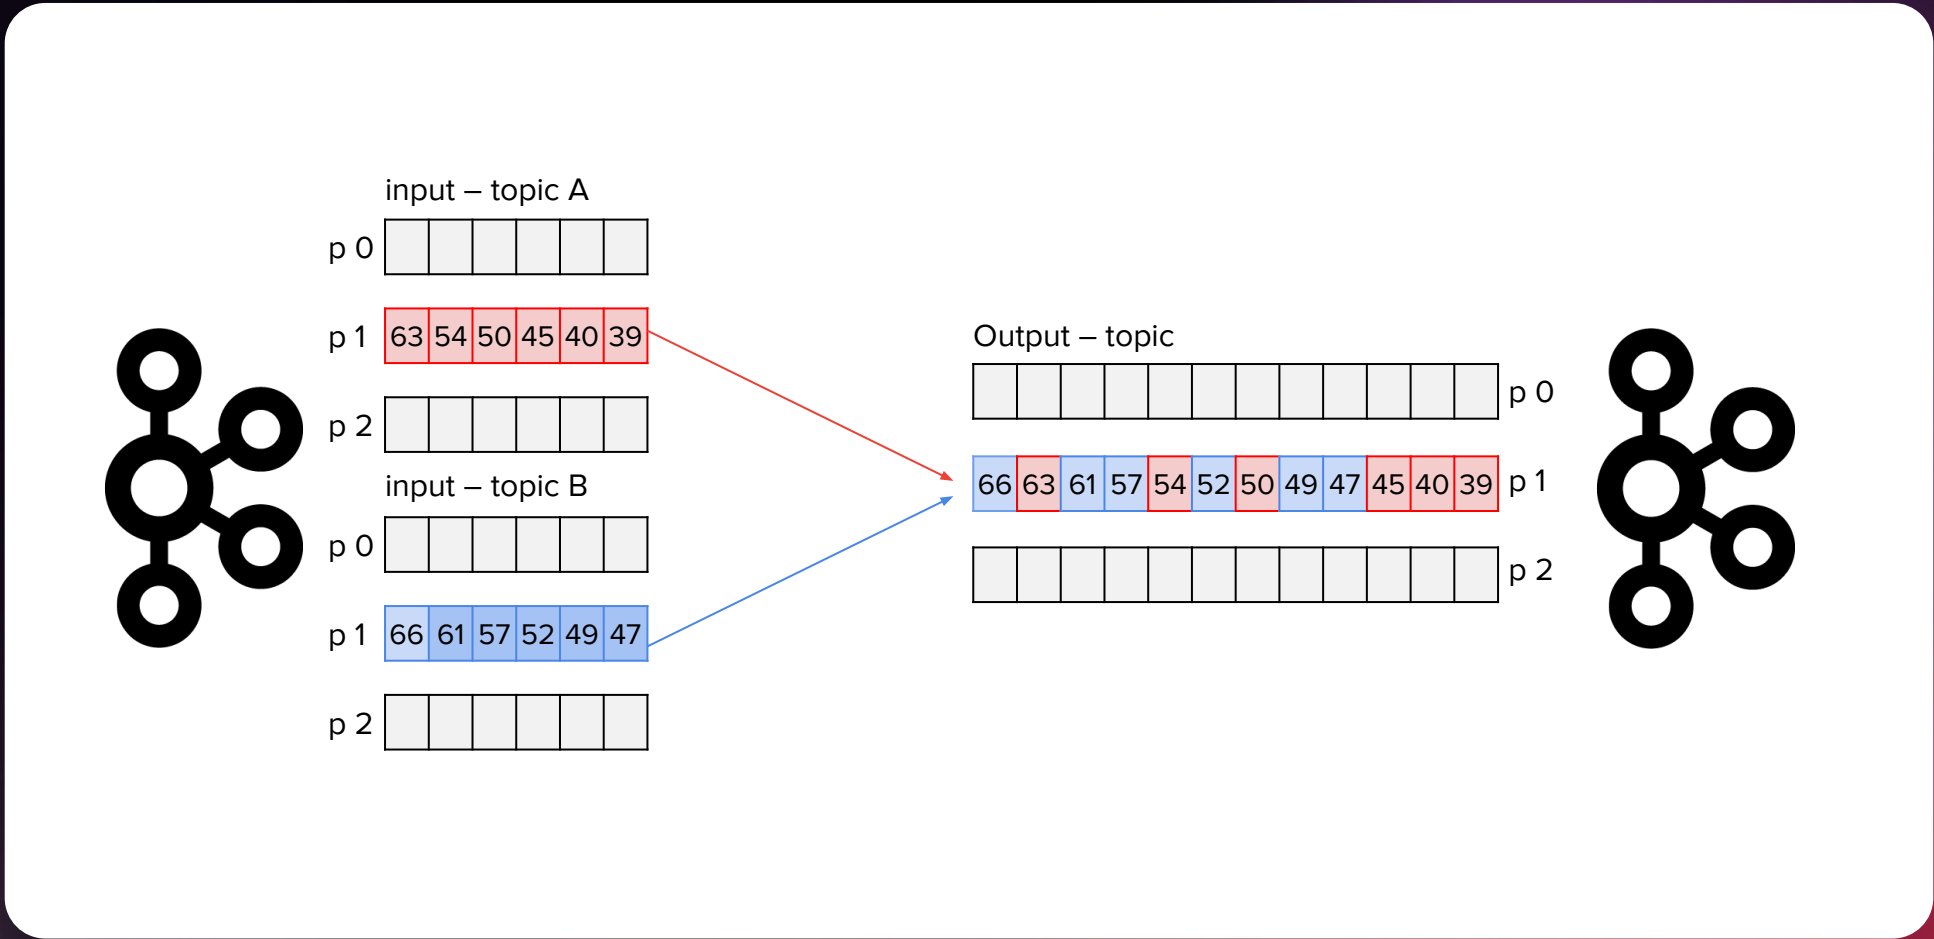 input – topic A
p 0
p 1 63 54 50 45 40 39
p 2
input – topic B
p 0
p 1 66 61 57 52 49 47
p 2
Output – topic
p 0
66 63 61 57 54 52 50 49 47 45 40 39 p 1
p 2